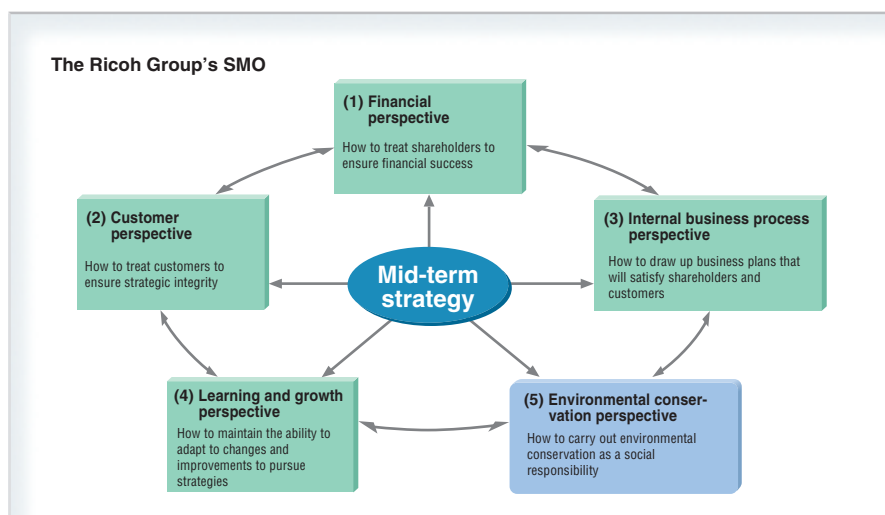 The Ricoh Group's SMO
(1) Financial
perspective
How to treat shareholders to
ensure financial success
(2) Customer
perspective
How to treat customers to
ensure strategic integrity
(3) Internal business process
perspective
How to draw up business plans that
will satisfy shareholders and
customers
Mid-term
strategy
(4) Learning and growth
perspective
How to maintain the ability to
adapt to changes and
improvements to pursue
strategies
(5) Environmental conser-
vation perspective
How to carry out environmental
conservation as a social
responsibility